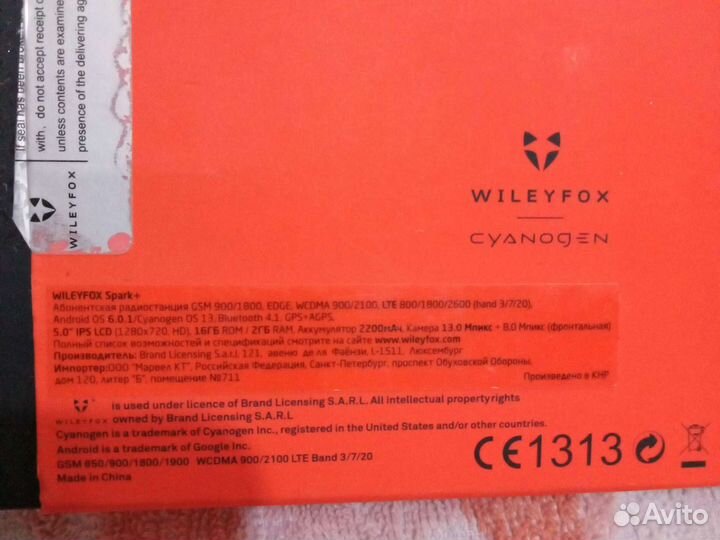 If seal has been
with, do not accept receipt
unless contents are examine
presence of the delivering ag
WILEYFOX
WILEYFOX
CYANOGEN
WILEYFOX Spark+
Абонентская радиостанция GSM 900/1800, EDGE, WCDMA 900/2100, LTE 800/1800/2600 (band 3/7/20),
Android OS 6.0.1/Cyanogen OS 13, Bluetooth 4.1, GPS+AGPS,
5.0" IPS LCD (1280x720, HD), 16ГБ ROM / 2ГБ RAM, Аккумулятор 2200мАч, Камера 13.0 Мпикс + 8.0 Мпикс (фронтальная)
Полный список возможностей и спецификаций смотрите на сайте www.wileyfox.com
Производитель: Brand Licensing S.a.r.l. 123, авеню де ля Фаёнзи, L-1511, Люксембург
Импортер:ООО "Марвел КТ", Российская Федерация, Санкт-Петербург, проспект Обуховской Обороны,
дом 120, литер "Б", помещение №711 Произведено в КНР
WILEYFOX is used under licence of Brand Licensing S.A.R.L. All intellectual property rights
owned by Brand Licensing S.A.R.L
Cyanogen is a trademark of Cyanogen Inc., registered in the United States and/or other countries.
Android is a trademark of Google Inc.
GSM 850/900/1800/1900 WCDMA 900/2100 LTE Band 3/7/20
Made in China
CE1313
Avito